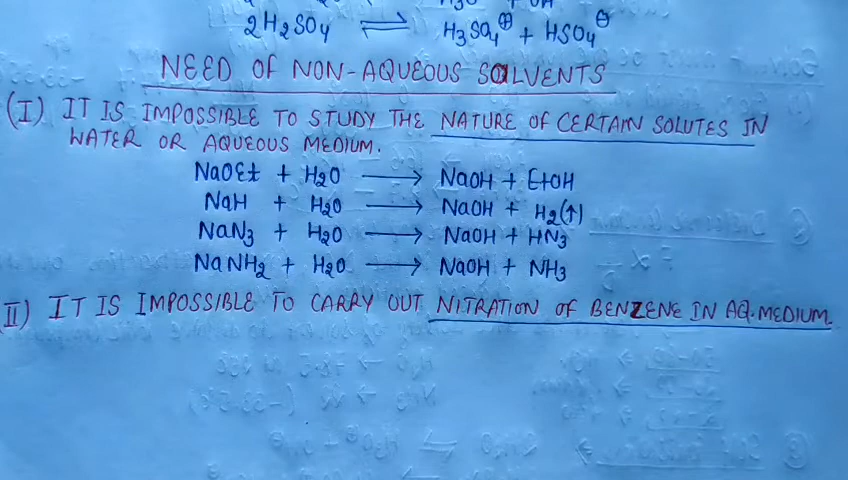 2H₂SO₄ ⇌ H₃SO₄⊕ + HSO₄⊖
NEED OF NON-AQUEOUS SOLVENTS
(I) IT IS IMPOSSIBLE TO STUDY THE NATURE OF CERTAIN SOLUTES IN
WATER OR AQUEOUS MEDIUM.
NaOEt + H₂O → NaOH + EtOH
NaH + H₂O → NaOH + H₂(↑)
NaN₃ + H₂O → NaOH + HN₃
NaNH₂ + H₂O → NaOH + NH₃
II) IT IS IMPOSSIBLE TO CARRY OUT NITRATION OF BENZENE IN AQ. MEDIUM.